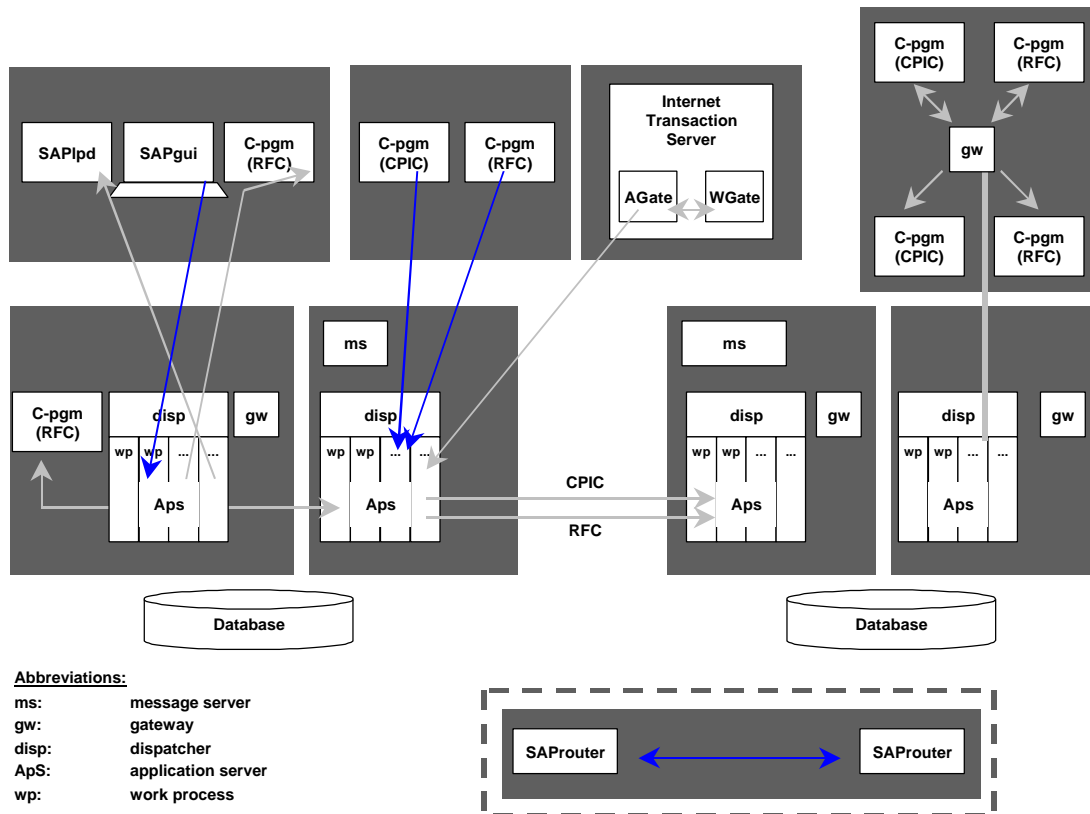 C-pgm
(CPIC)
C-pgm
(RFC)
gw
C-pgm
(CPIC)
C-pgm
(RFC)
SAPlpd
SAPgui
C-pgm
(RFC)
C-pgm
(CPIC)
C-pgm
(RFC)
Internet
Transaction
Server
AGate
WGate
C-pgm
(RFC)
disp
gw
wp wp ... ...
Aps
ms
disp
wp wp ... ...
Aps
CPIC
RFC
ms
disp
gw
wp wp ... ...
Aps
disp
gw
wp wp ... ...
Aps
Database
Database
Abbreviations:
ms: message server
gw: gateway
disp: dispatcher
ApS: application server
wp: work process
SAProuter
SAProuter